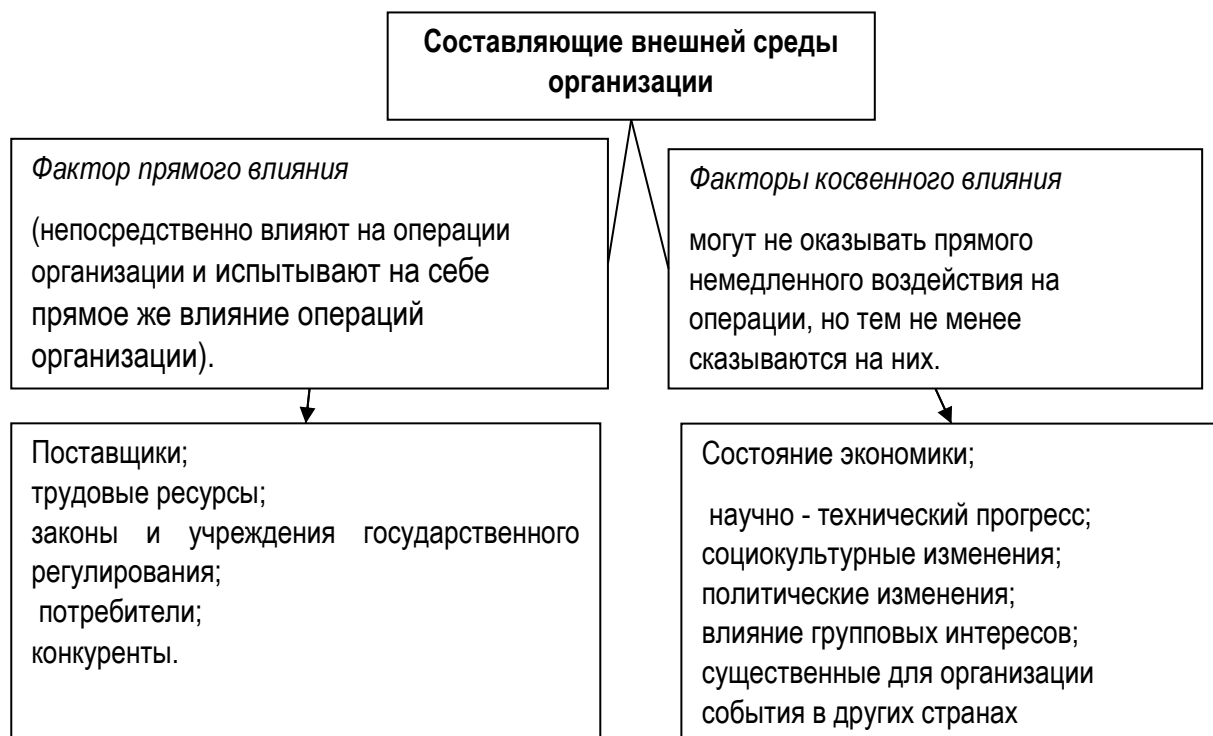 Составляющие внешней среды
организации
Фактор прямого влияния
(непосредственно влияют на операции
организации и испытывают на себе
прямое же влияние операций
организации).
Факторы косвенного влияния
могут не оказывать прямого
немедленного воздействия на
операции, но тем не менее
сказываются на них.
Поставщики;
трудовые ресурсы;
законы и учреждения государственного
регулирования;
потребители;
конкуренты.
Состояние экономики;
научно - технический прогресс;
социокультурные изменения;
политические изменения;
влияние групповых интересов;
существенные для организации
события в других странах